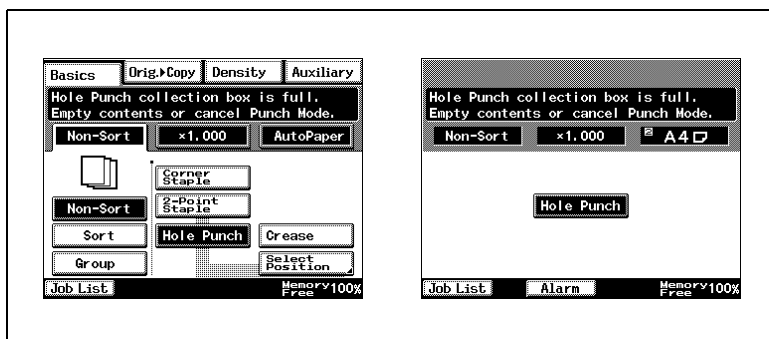 Basics Orig.▸Copy Density Auxiliary
Hole Punch collection box is full.
Empty contents or cancel Punch Mode.
Non-Sort ×1.000 AutoPaper
Corner
Staple
Non-Sort
2-Point
Staple
Sort Hole Punch Crease
Group
Select
Position
Job List Memory Free 100%
Hole Punch collection box is full.
Empty contents or cancel Punch Mode.
Non-Sort ×1.000 2 A4
Hole Punch
Job List Alarm Memory Free 100%